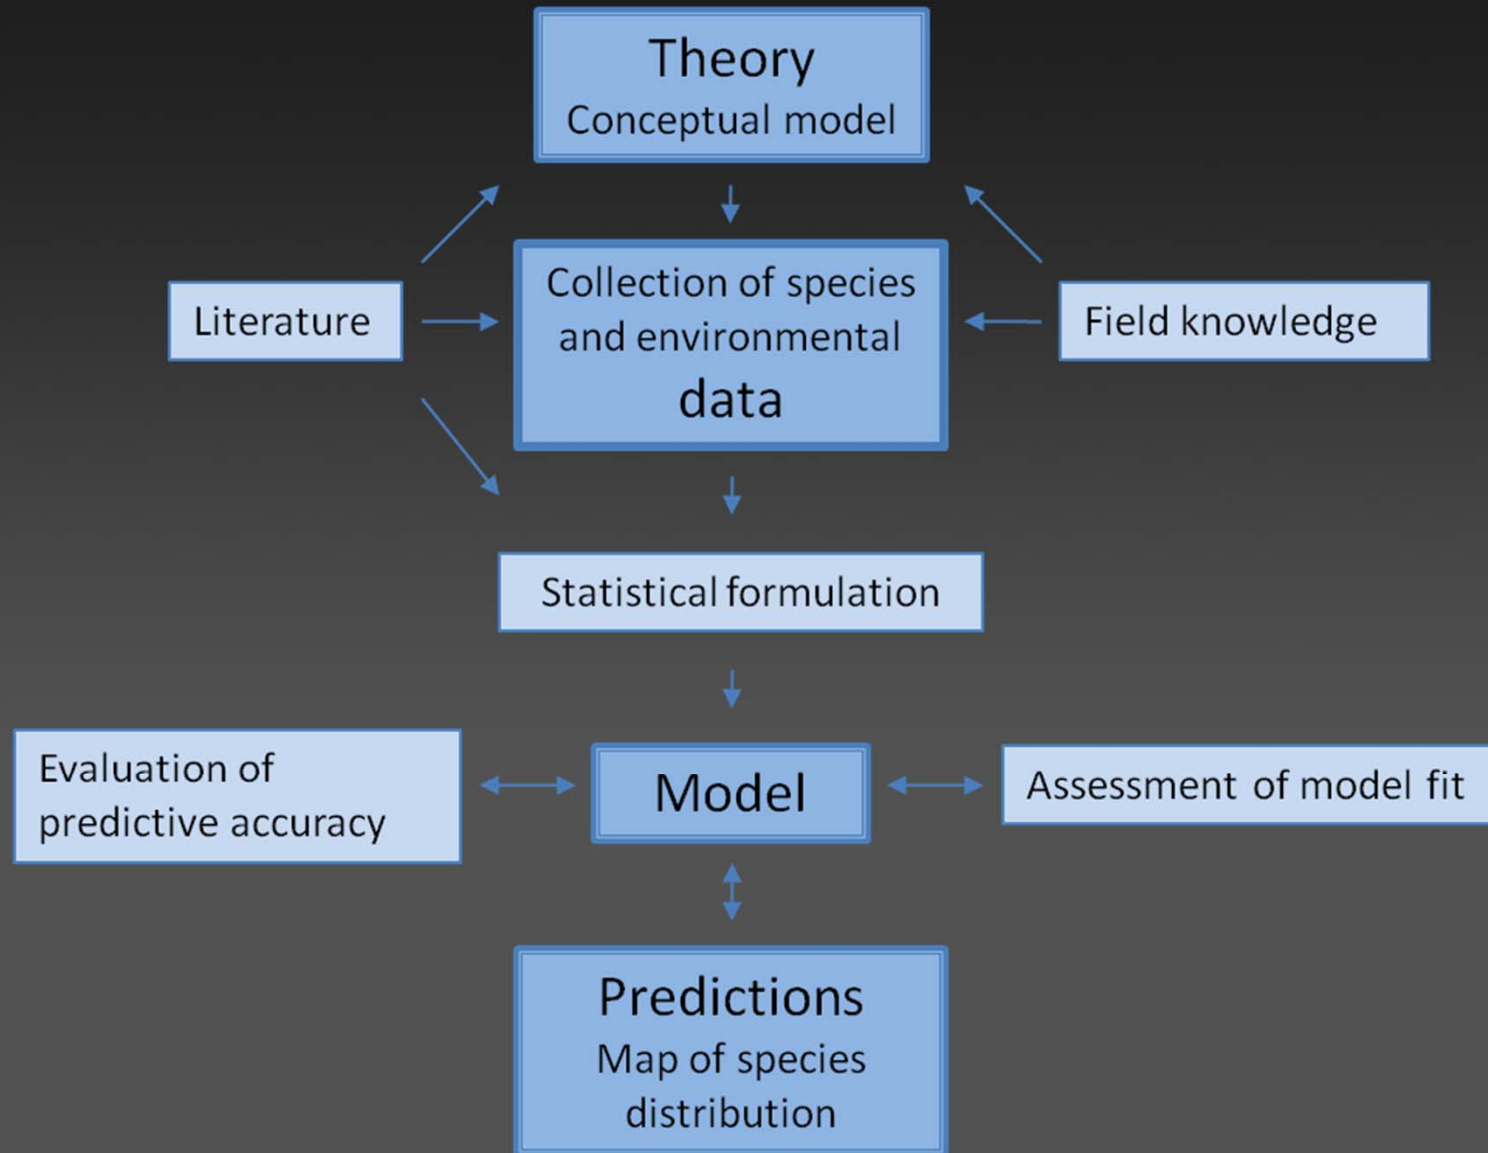 Theory
Conceptual model
Collection of species
and environmental
data
Literature
Field knowledge
Statistical formulation
Evaluation of
predictive accuracy
Model
Assessment of model fit
Predictions
Map of species
distribution